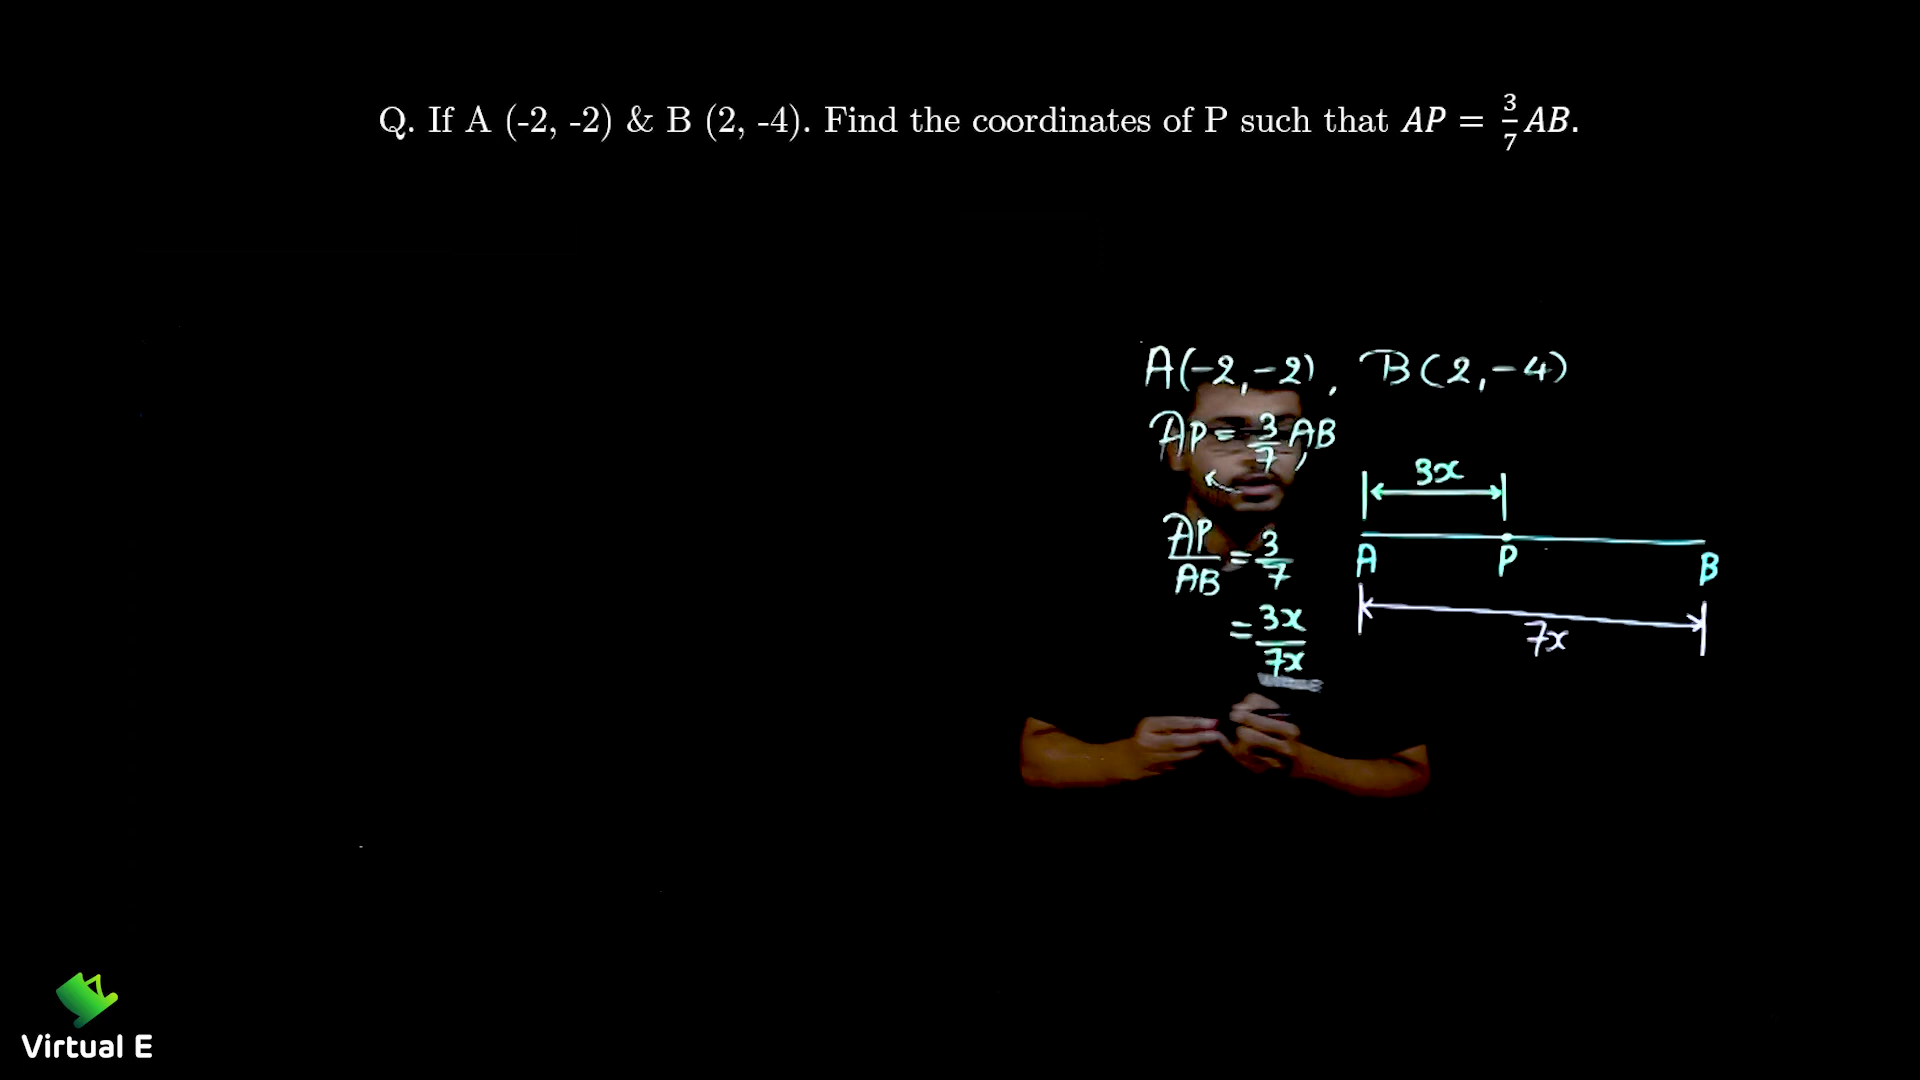 Q. If A (-2, -2) & B (2, -4). Find the coordinates of P such that AP = 3/7 AB.
A(-2,-2), B(2,-4)
AP = 3/7 AB
3x
AP/AB = 3/7
A P B
= 3x/7x
7x
Virtual E